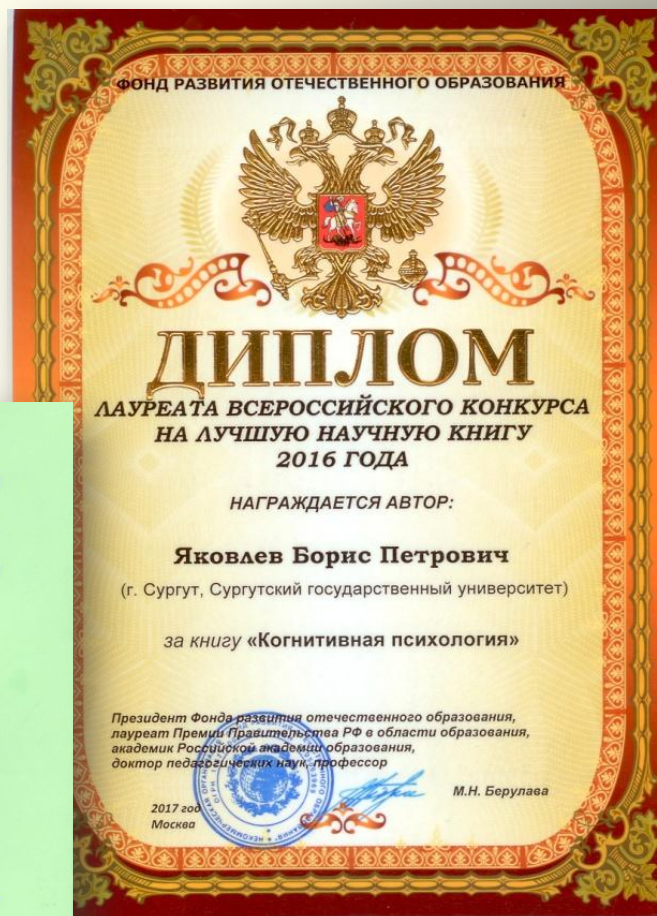 ФОНД РАЗВИТИЯ ОТЕЧЕСТВЕННОГО ОБРАЗОВАНИЯ
ДИПЛОМ
ЛАУРЕАТА ВСЕРОССИЙСКОГО КОНКУРСА
НА ЛУЧШУЮ НАУЧНУЮ КНИГУ
2016 ГОДА
НАГРАЖДАЕТСЯ АВТОР:
Яковлев Борис Петрович
(г. Сургут, Сургутский государственный университет)
за книгу «Когнитивная психология»
Президент Фонда развития отечественного образования,
лауреат Премии Правительства РФ в области образования,
академик Российской академии образования,
доктор педагогических наук, профессор
М.Н. Берулава
2017 год
Москва